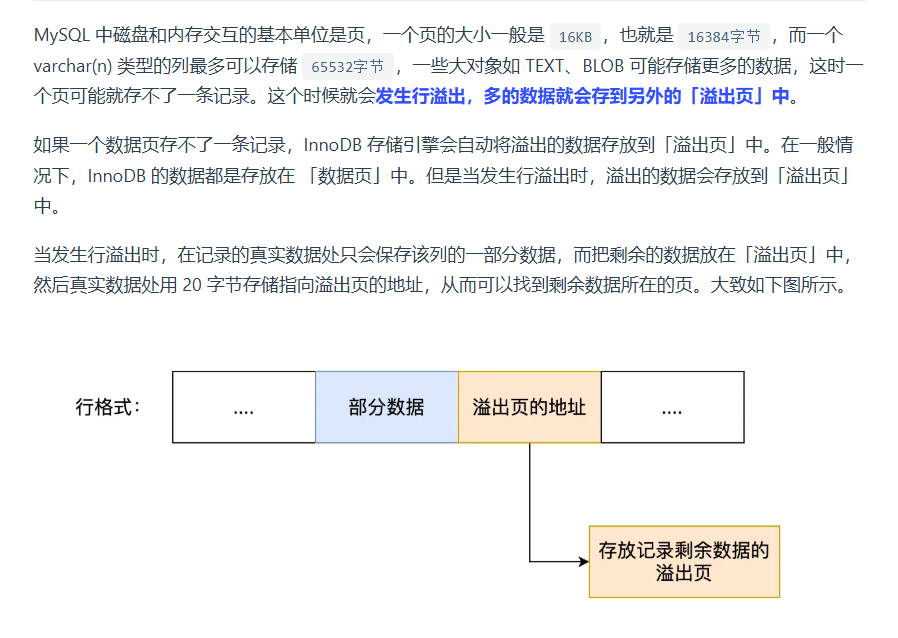 MySQL 中磁盘和内存交互的基本单位是页，一个页的大小一般是 16KB ，也就是 16384字节 ，而一个
varchar(n) 类型的列最多可以存储 65532字节 ，一些大对象如 TEXT、BLOB 可能存储更多的数据，这时一
个页可能就存不了一条记录。这个时候就会发生行溢出，多的数据就会存到另外的「溢出页」中。
如果一个数据页存不了一条记录，InnoDB 存储引擎会自动将溢出的数据存放到「溢出页」中。在一般情
况下，InnoDB 的数据都是存放在 「数据页」中。但是当发生行溢出时，溢出的数据会存放到「溢出页」
中。
当发生行溢出时，在记录的真实数据处只会保存该列的一部分数据，而把剩余的数据放在「溢出页」中，
然后真实数据处用 20 字节存储指向溢出页的地址，从而可以找到剩余数据所在的页。大致如下图所示。
行格式： .... 部分数据 溢出页的地址 ....
存放记录剩余数据的
溢出页